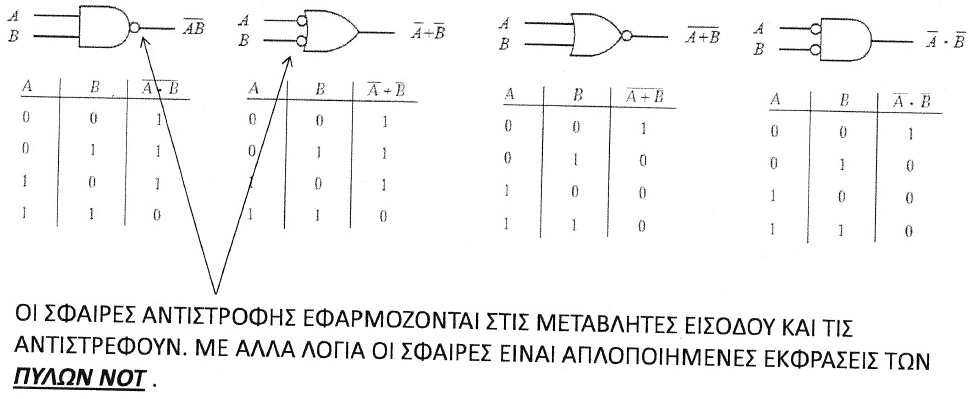 A
B
A̅B̅
A
B
A̅+B̅
A
B
A̅+̅B̅
A
B
A̅ · B̅
A B A̅ ̅·̅ ̅B̅
0 0 1
0 1 1
1 0 1
1 1 0
A B A̅ + B̅
0 0 1
0 1 1
1 0 1
1 1 0
A B A̅ ̅+̅ ̅B̅
0 0 1
0 1 0
1 0 0
1 1 0
A B A̅ · B̅
0 0 1
0 1 0
1 0 0
1 1 0
ΟΙ ΣΦΑΙΡΕΣ ΑΝΤΙΣΤΡΟΦΗΣ ΕΦΑΡΜΟΖΟΝΤΑΙ ΣΤΙΣ ΜΕΤΑΒΛΗΤΕΣ ΕΙΣΟΔΟΥ ΚΑΙ ΤΙΣ
ΑΝΤΙΣΤΡΕΦΟΥΝ. ΜΕ ΑΛΛΑ ΛΟΓΙΑ ΟΙ ΣΦΑΙΡΕΣ ΕΙΝΑΙ ΑΠΛΟΠΟΙΗΜΕΝΕΣ ΕΚΦΡΑΣΕΙΣ ΤΩΝ
ΠΥΛΩΝ NOT .